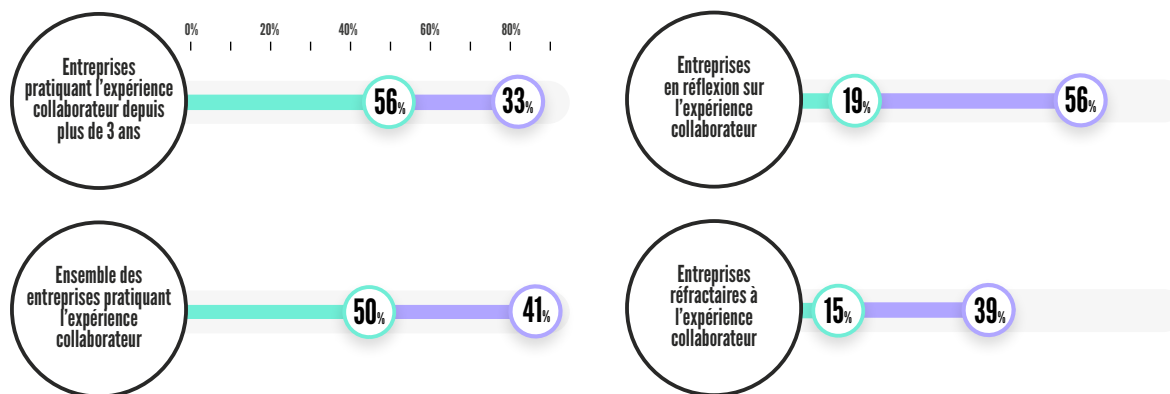 0% 20% 40% 60% 80%
Entreprises
pratiquant l'expérience
collaborateur depuis
plus de 3 ans
56%
33%
Entreprises
en réflexion sur
l'expérience
collaborateur
19%
56%
Ensemble des
entreprises pratiquant
l'expérience
collaborateur
50%
41%
Entreprises
réfractaires à
l'expérience
collaborateur
15%
39%